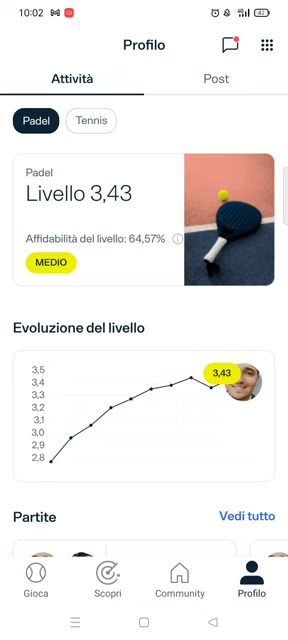 10:02
42
Profilo
Attività
Post
Padel
Tennis
Padel
Livello 3,43
Affidabilità del livello: 64,57%
MEDIO
Evoluzione del livello
3,43
3,5
3,4
3,3
3,2
3,1
3,0
2,9
2,8
Partite
Vedi tutto
Gioca
Scopri
Community
Profilo